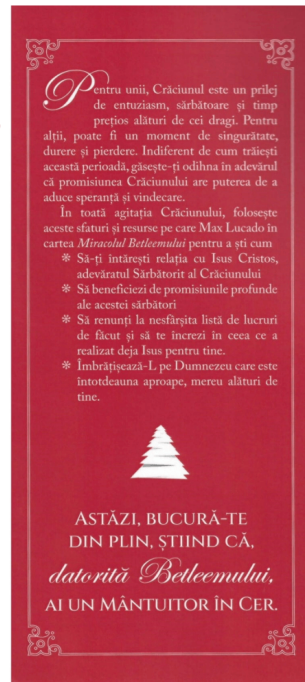 Pentru unii, Crăciunul este un prilej
de entuziasm, sărbătoare și timp
prețios alături de cei dragi. Pentru
alții, poate fi un moment de singurătate,
durere și pierdere. Indiferent de cum trăiești
această perioadă, găsește-ți odihna în adevărul
că promisiunea Crăciunului are puterea de a
aduce speranță și vindecare.
În toată agitația Crăciunului, folosește
aceste sfaturi și resurse pe care Max Lucado în
cartea Miracolul Betleemului pentru a ști cum
❊ Să-ți întărești relația cu Isus Cristos,
adevăratul Sărbătorit al Crăciunului
❊ Să beneficiezi de promisiunile profunde
ale acestei sărbători
❊ Să renunți la nesfârșita listă de lucruri
de făcut și să te încrezi în ceea ce a
realizat deja Isus pentru tine.
❊ Îmbrățișează-L pe Dumnezeu care este
întotdeauna aproape, mereu alături de
tine.
ASTĂZI, BUCURĂ-TE
DIN PLIN, ȘTIIND CĂ,
datorită Betleemului,
AI UN MÂNTUITOR ÎN CER.